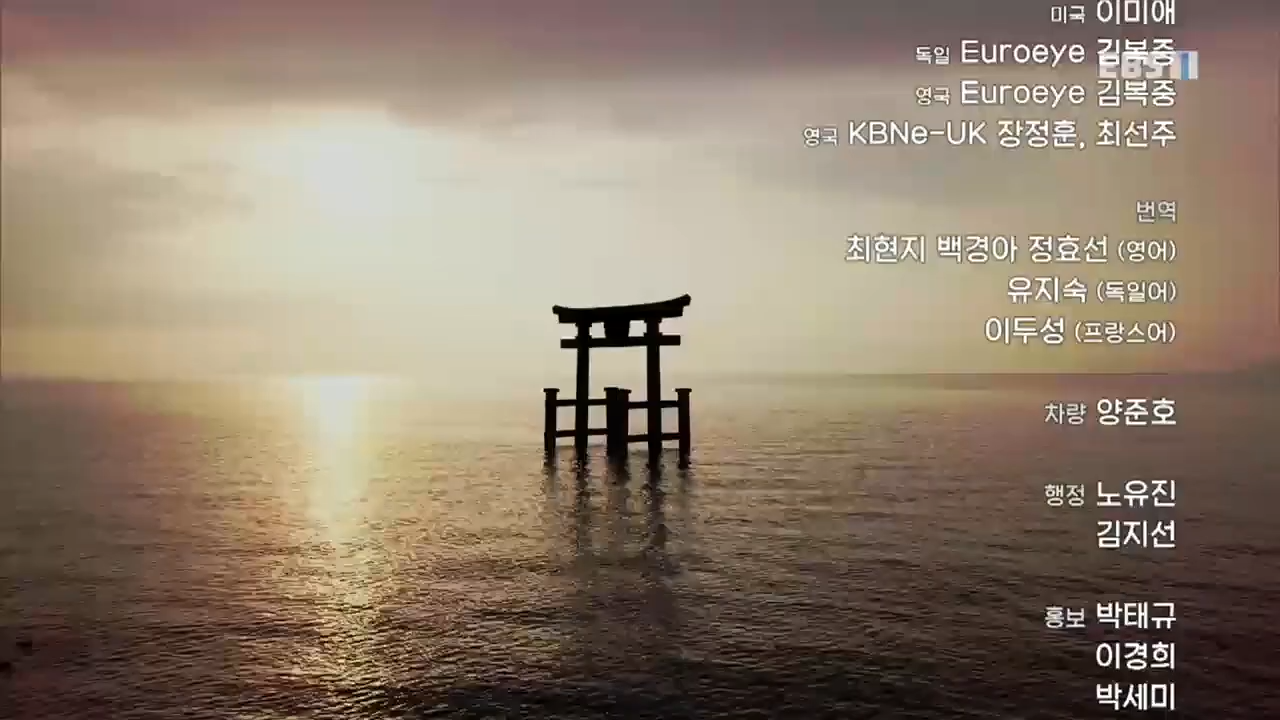 미국 이미애
독일 Euroeye 김복중
EBS 1
영국 Euroeye 김복중
영국 KBNe-UK 장정훈, 최선주
번역
최현지 백경아 정효선 (영어)
유지숙 (독일어)
이두성 (프랑스어)
차량 양준호
행정 노유진
김지선
홍보 박태규
이경희
박세미